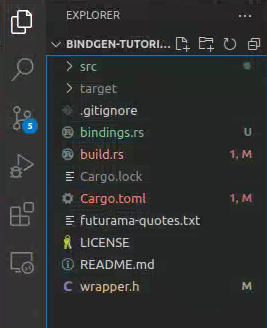 EXPLORER
BINDGEN-TUTORI...
src
target
.gitignore
bindings.rs U
build.rs 1, M
5
Cargo.lock
Cargo.toml 1, M
futurama-quotes.txt
LICENSE
README.md
wrapper.h M